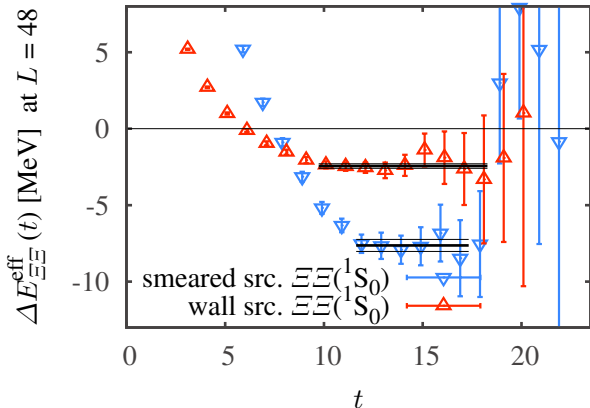 ΔE^eff_ΞΞ(t) [MeV] at L = 48
5
0
-5
-10
smeared src. ΞΞ(¹S₀)
wall src. ΞΞ(¹S₀)
0 5 10 15 20
t